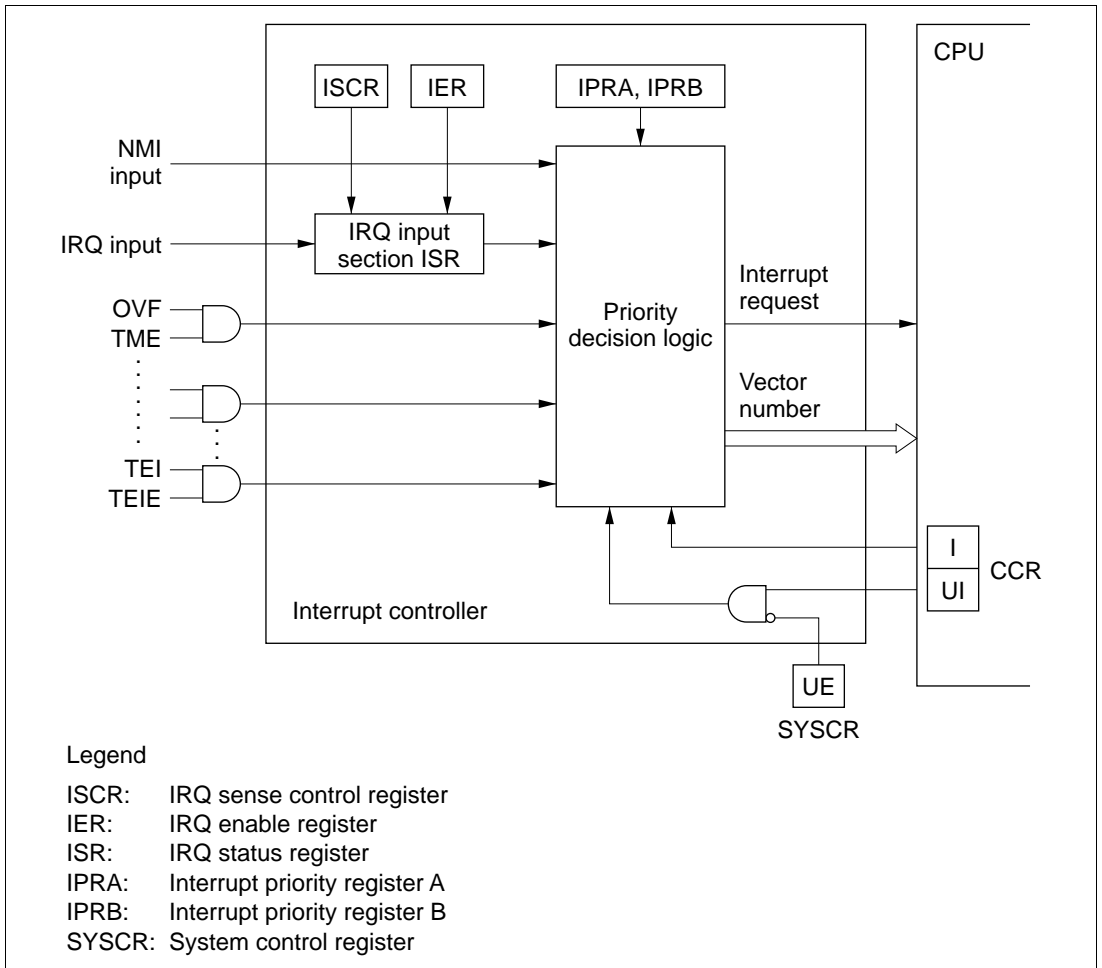 CPU
ISCR
IER
IPRA, IPRB
NMI
input
IRQ input
IRQ input
section ISR
OVF
TME
Priority
decision logic
Interrupt
request
Vector
number
TEI
TEIE
I
UI
CCR
Interrupt controller
UE
SYSCR
Legend
ISCR: IRQ sense control register
IER: IRQ enable register
ISR: IRQ status register
IPRA: Interrupt priority register A
IPRB: Interrupt priority register B
SYSCR: System control register